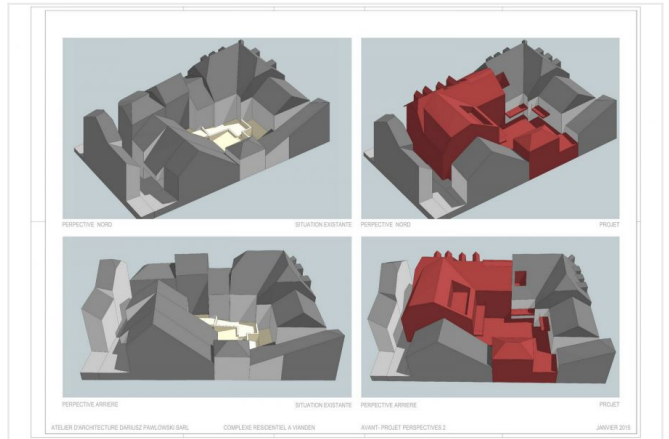 PERPECTIVE NORD SITUATION EXISTANTE PERPECTIVE NORD PROJET
PERPECTIVE ARRIERE SITUATION EXISTANTE PERPECTIVE ARRIERE PROJET
ATELIER D'ARCHITECTURE DARIUSZ PAWLOWSKI SARL COMPLEXE RESIDENTIEL A VIANDEN AVANT- PROJET PERSPECTIVES 2 JANVIER 2015